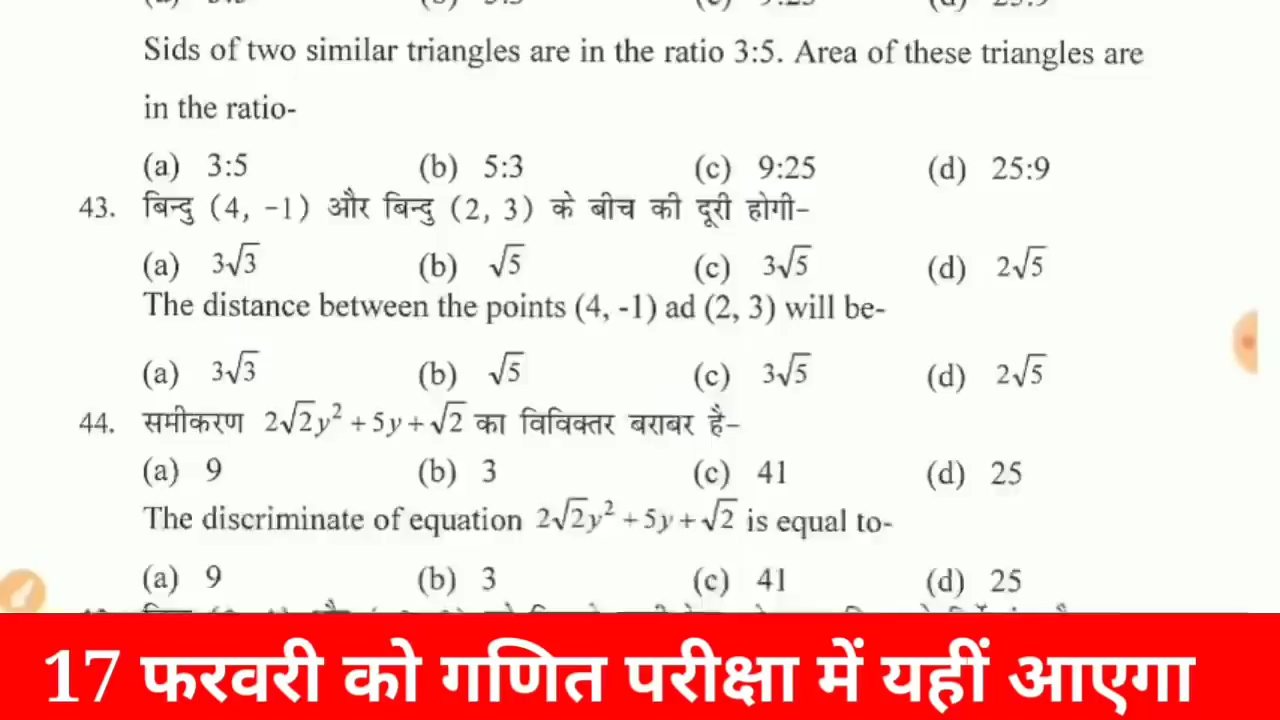 Sids of two similar triangles are in the ratio 3:5. Area of these triangles are
in the ratio-
(a) 3:5 (b) 5:3 (c) 9:25 (d) 25:9
43. बिन्दु (4, -1) और बिन्दु (2, 3) के बीच की दूरी होगी-
(a) 3√3 (b) √5 (c) 3√5 (d) 2√5
The distance between the points (4, -1) ad (2, 3) will be-
(a) 3√3 (b) √5 (c) 3√5 (d) 2√5
44. समीकरण 2√2y² + 5y + √2 का विविक्तर बराबर है-
(a) 9 (b) 3 (c) 41 (d) 25
The discriminate of equation 2√2y² + 5y + √2 is equal to-
(a) 9 (b) 3 (c) 41 (d) 25
17 फरवरी को गणित परीक्षा में यहीं आएगा